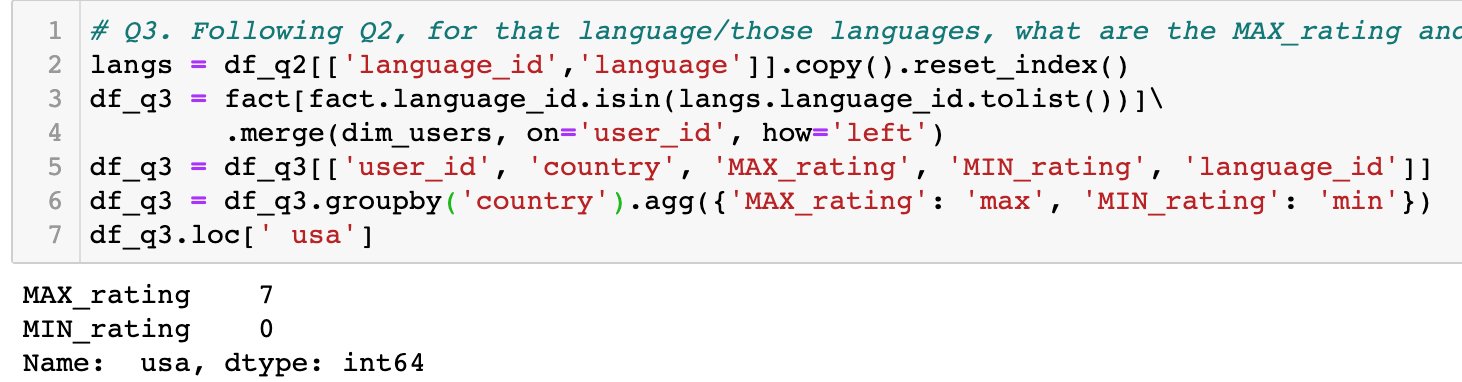 1 # Q3. Following Q2, for that language/those languages, what are the MAX_rating and
2 langs = df_q2[['language_id','language']].copy().reset_index()
3 df_q3 = fact[fact.language_id.isin(langs.language_id.tolist())]\
4         .merge(dim_users, on='user_id', how='left')
5 df_q3 = df_q3[['user_id', 'country', 'MAX_rating', 'MIN_rating', 'language_id']]
6 df_q3 = df_q3.groupby('country').agg({'MAX_rating': 'max', 'MIN_rating': 'min'})
7 df_q3.loc[' usa']
MAX_rating    7
MIN_rating    0
Name:  usa, dtype: int64